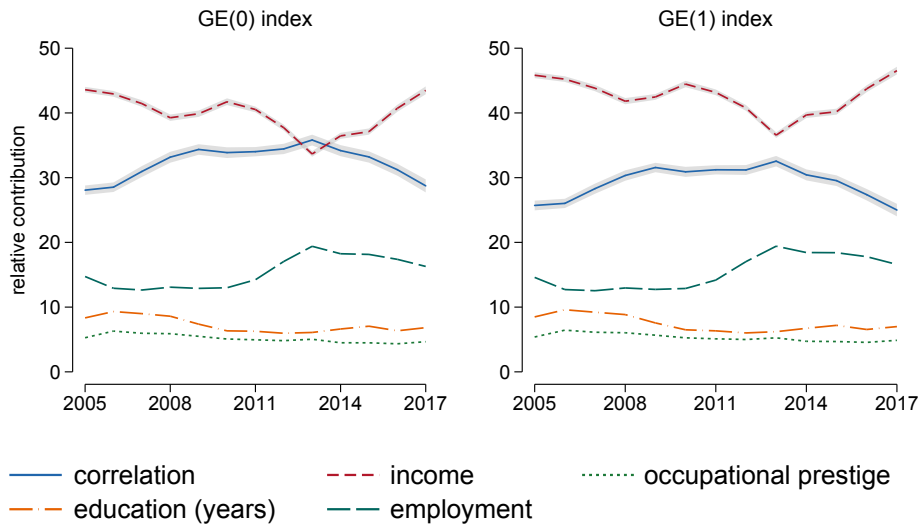 GE(0) index
GE(1) index
relative contribution
50
40
30
20
10
0
2005 2008 2011 2014 2017
50
40
30
20
10
0
2005 2008 2011 2014 2017
correlation income occupational prestige
education (years) employment